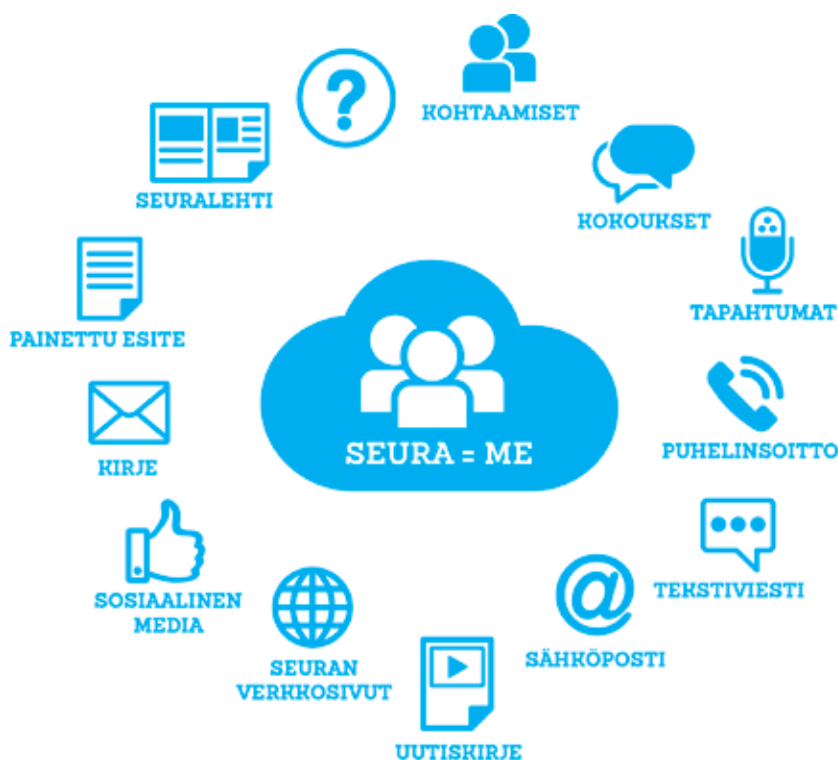 ?
KOHTAAMISET
SEURALEHTI
KOKOUKSET
TAPAHTUMAT
PAINETTU ESITE
SEURA = ME
PUHELINSOITTO
KIRJE
TEKSTIVIESTI
SOSIAALINEN
MEDIA
@
SÄHKÖPOSTI
SEURAN
VERKKOSIVUT
UUTISKIRJE